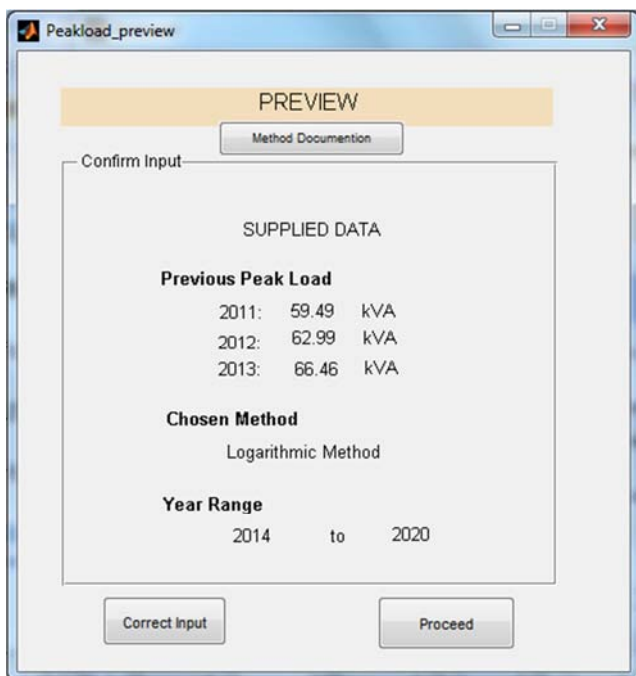 Peakload_preview
PREVIEW
Method Documention
Confirm Input
SUPPLIED DATA
Previous Peak Load
2011: 59.49 kVA
2012: 62.99 kVA
2013: 66.46 kVA
Chosen Method
Logarithmic Method
Year Range
2014 to 2020
Correct Input Proceed